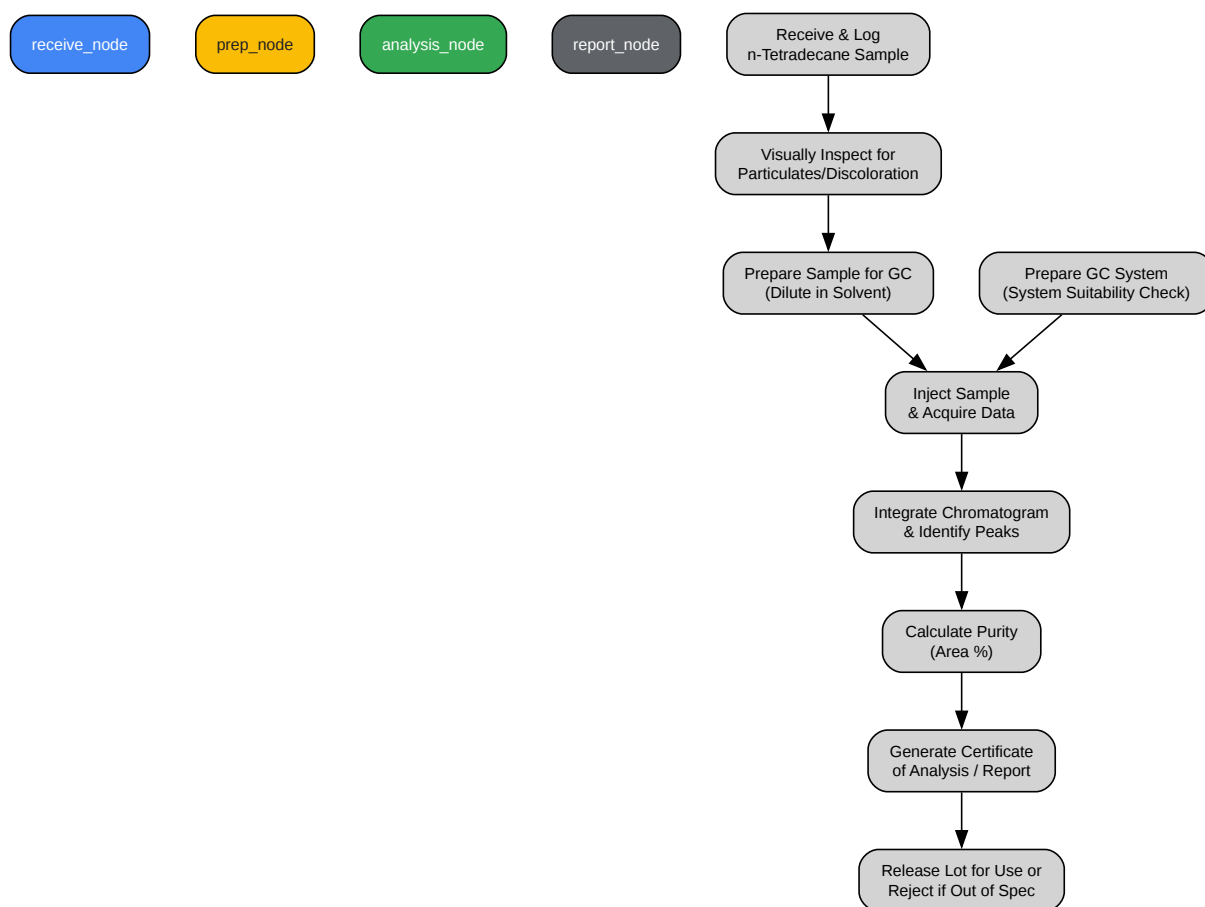 receive_node
prep_node
analysis_node
report_node
Receive & Log
n-Tetradecane Sample
Visually Inspect for
Particulates/Discoloration
Prepare Sample for GC
(Dilute in Solvent)
Prepare GC System
(System Suitability Check)
Inject Sample
& Acquire Data
Integrate Chromatogram
& Identify Peaks
Calculate Purity
(Area %)
Generate Certificate
of Analysis / Report
Release Lot for Use or
Reject if Out of Spec